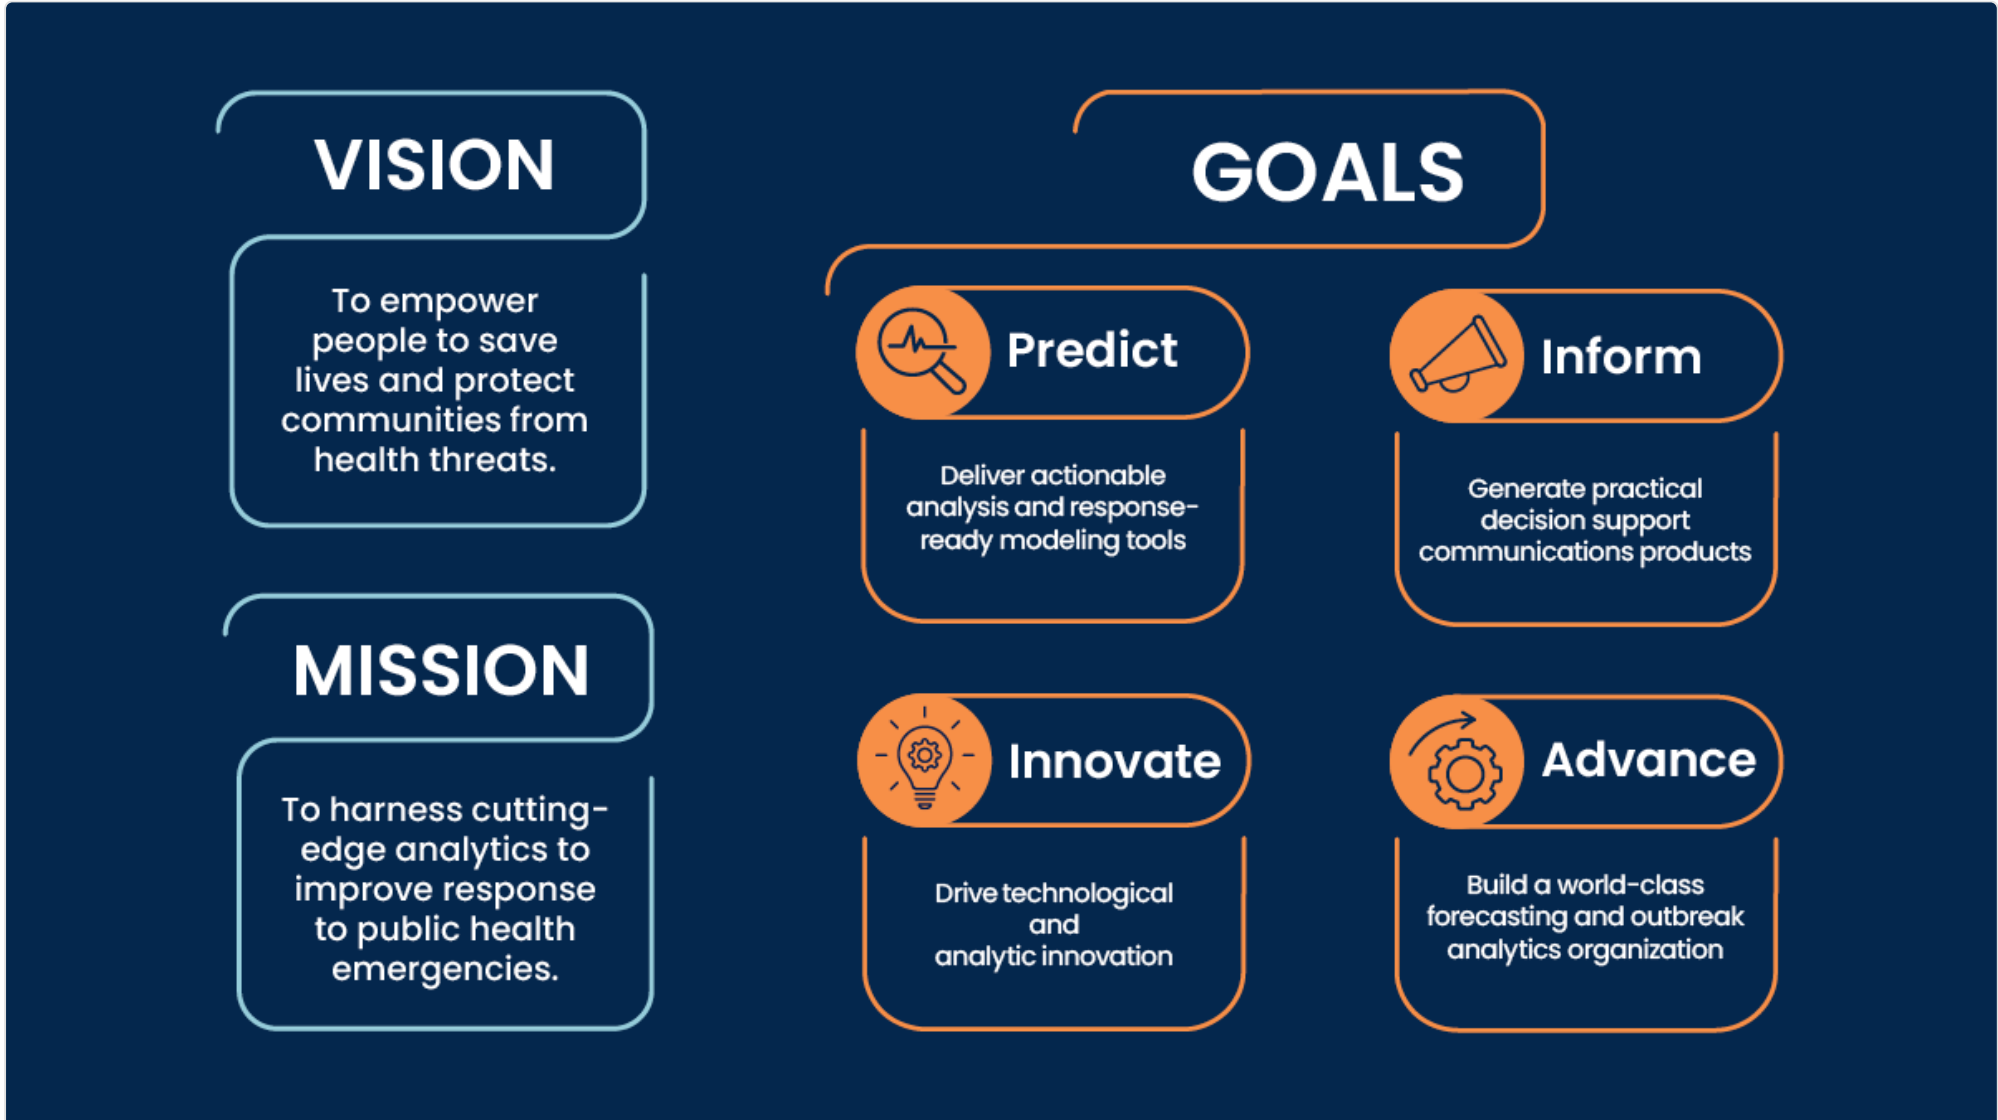 VISION
To empower
people to save
lives and protect
communities from
health threats.
MISSION
To harness cutting-
edge analytics to
improve response
to public health
emergencies.
GOALS
Predict
Deliver actionable
analysis and response-
ready modeling tools
Inform
Generate practical
decision support
communications products
Innovate
Drive technological
and
analytic innovation
Advance
Build a world-class
forecasting and outbreak
analytics organization